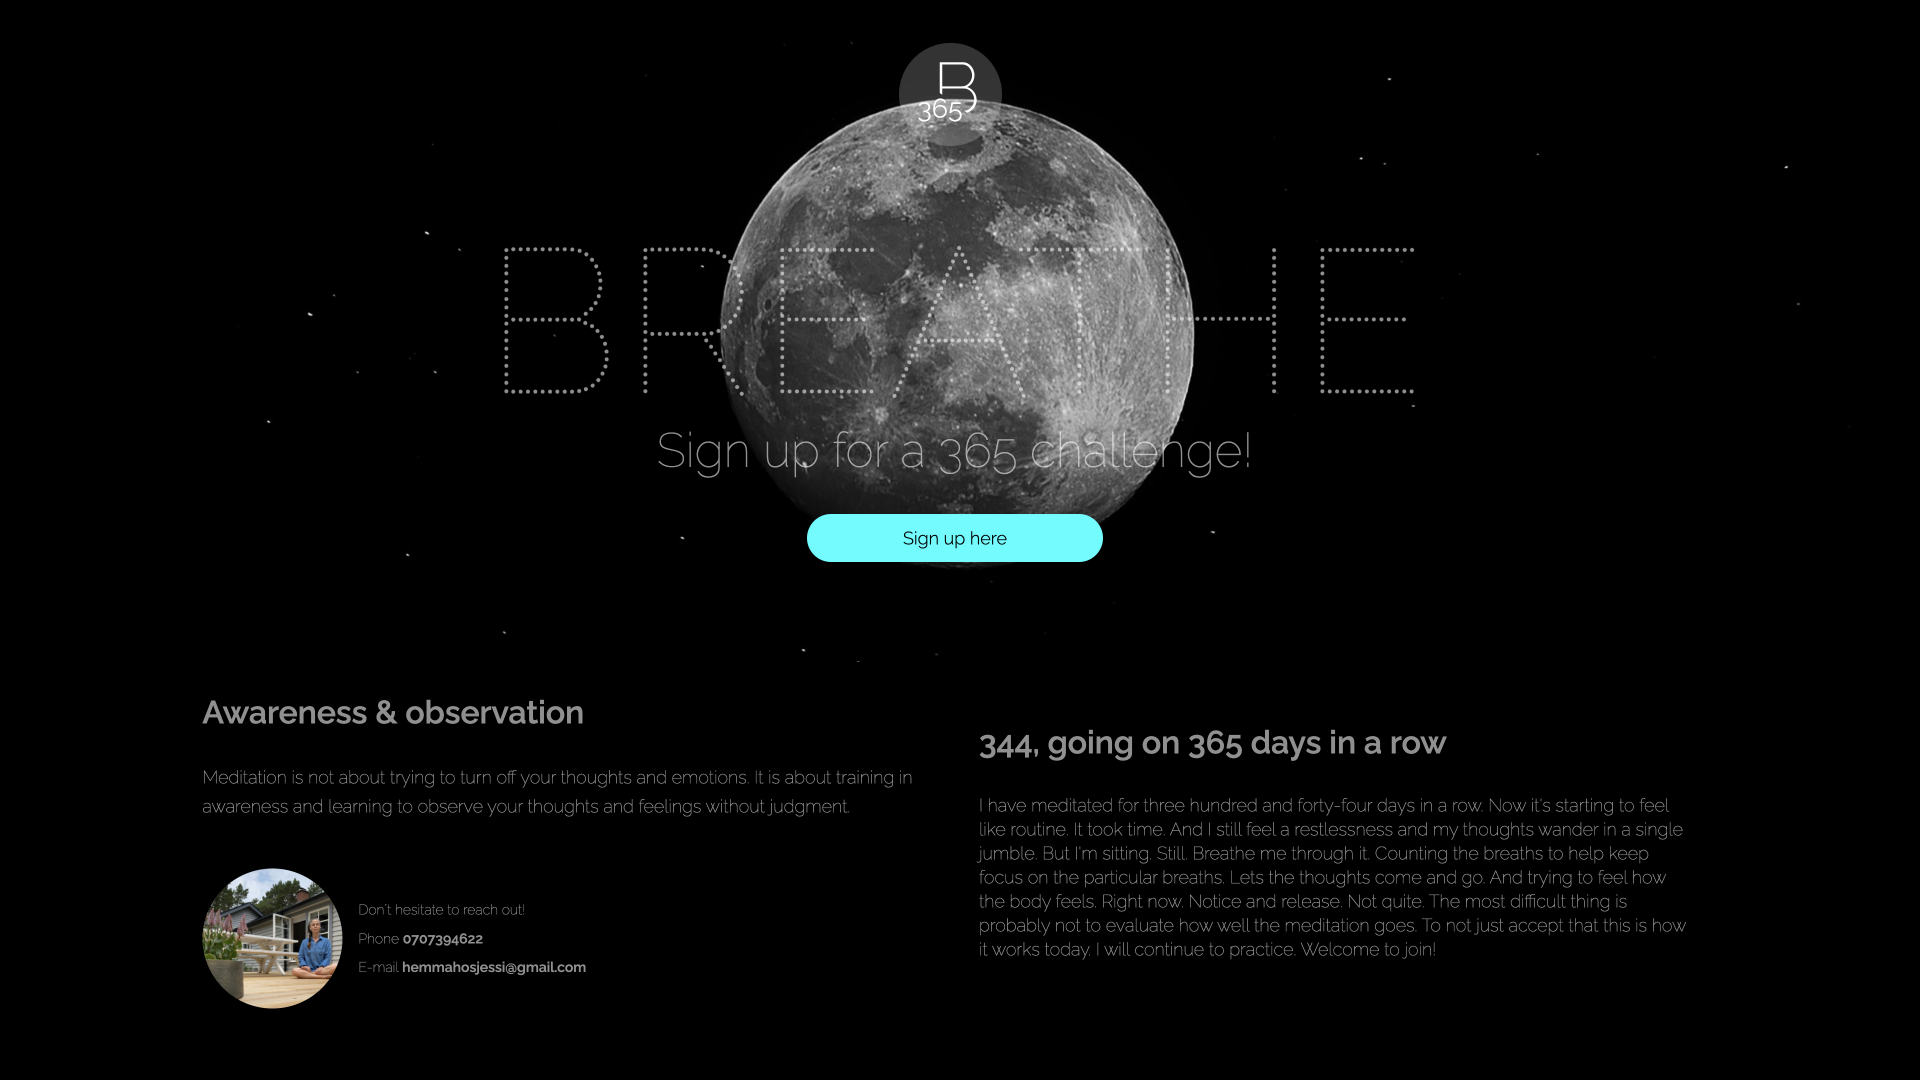 B
365
BREATHE
Sign up for a 365 challenge!
Sign up here
Awareness & observation
Meditation is not about trying to turn off your thoughts and emotions. It is about training in
awareness and learning to observe your thoughts and feelings without judgment.
Don't hesitate to reach out!
Phone 0707394622
E-mail hemmahosjessi@gmail.com
344, going on 365 days in a row
I have meditated for three hundred and forty-four days in a row. Now it's starting to feel
like routine. It took time. And I still feel a restlessness and my thoughts wander in a single
jumble. But I'm sitting. Still. Breathe me through it. Counting the breaths to help keep
focus on the particular breaths. Lets the thoughts come and go. And trying to feel how
the body feels. Right now. Notice and release. Not quite. The most difficult thing is
probably not to evaluate how well the meditation goes. To not just accept that this is how
it works today. I will continue to practice. Welcome to join!